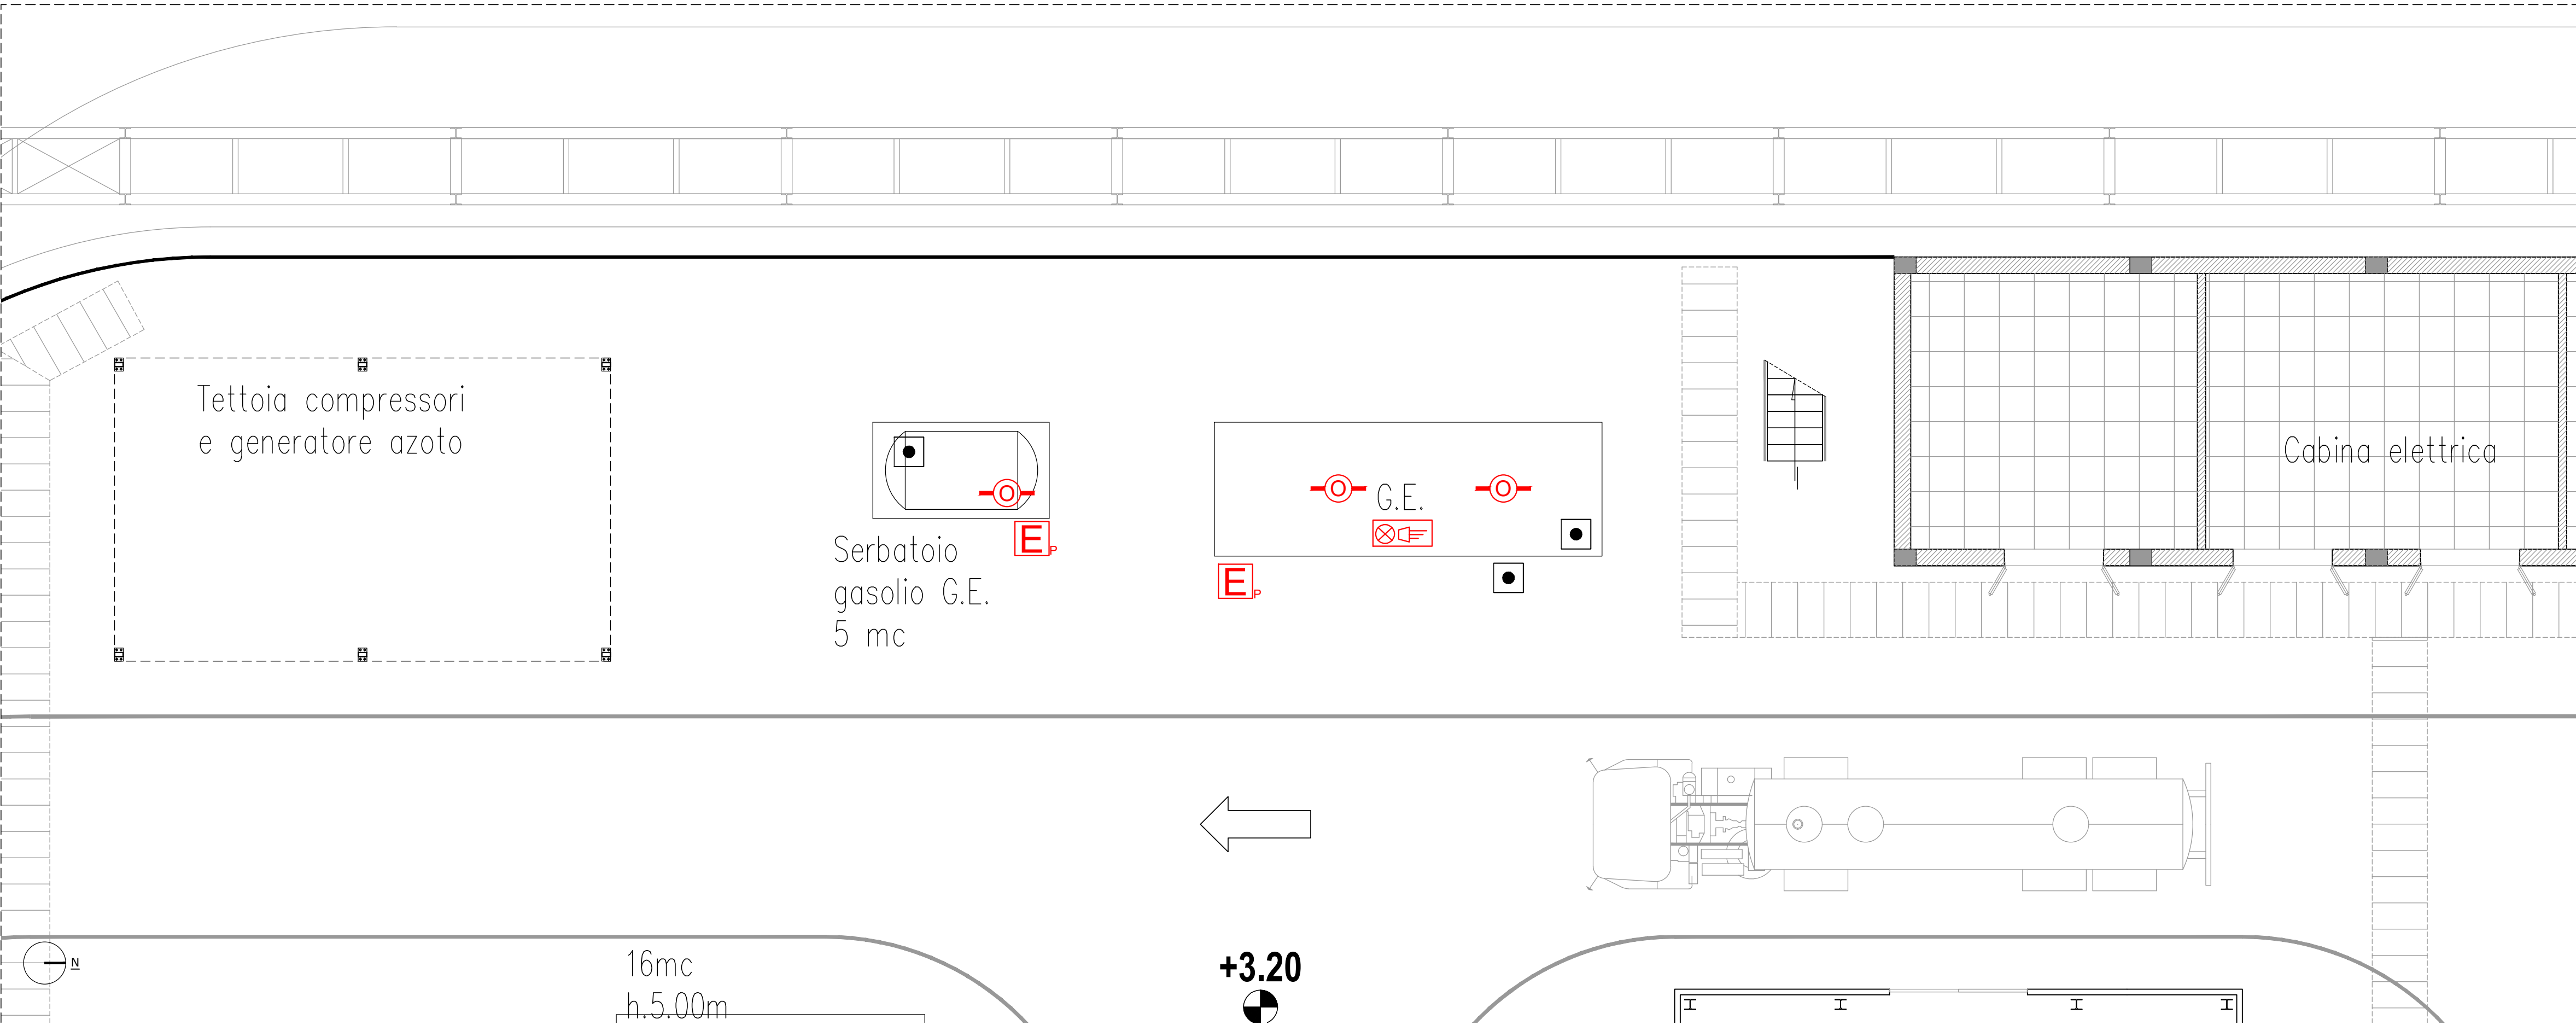 Tettoia compressori
e generatore azoto
Serbatoio
gasolio G.E.
5 mc
O
E P
O
G.E.
O
E P
Cabina elettrica
N
16mc
h.5.00m
+3.20